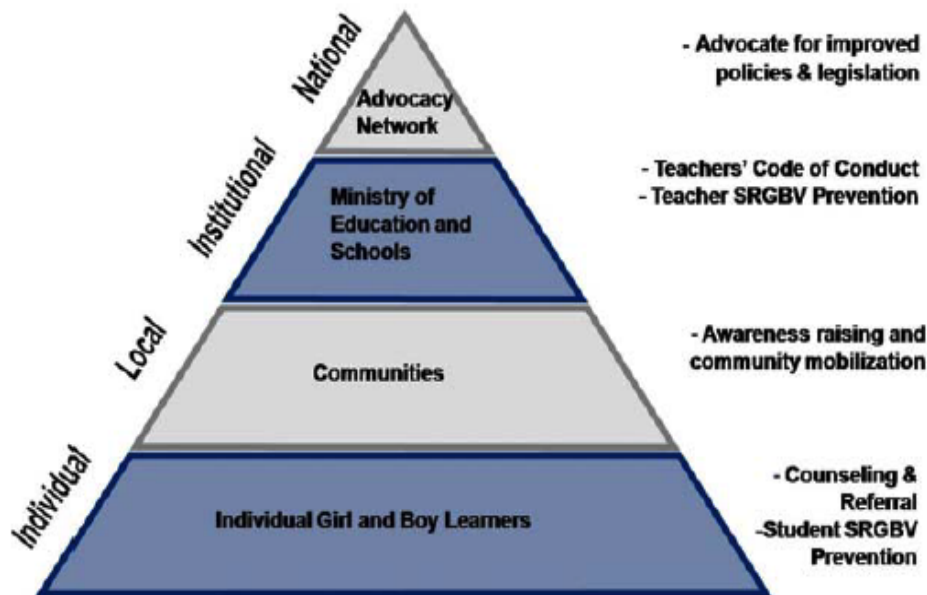 National
Advocacy
Network
- Advocate for improved
policies & legislation
Institutional
Ministry of
Education and
Schools
- Teachers' Code of Conduct
- Teacher SRGBV Prevention
Local
Communities
- Awareness raising and
community mobilization
Individual
Individual Girl and Boy Learners
- Counseling &
Referral
-Student SRGBV
Prevention